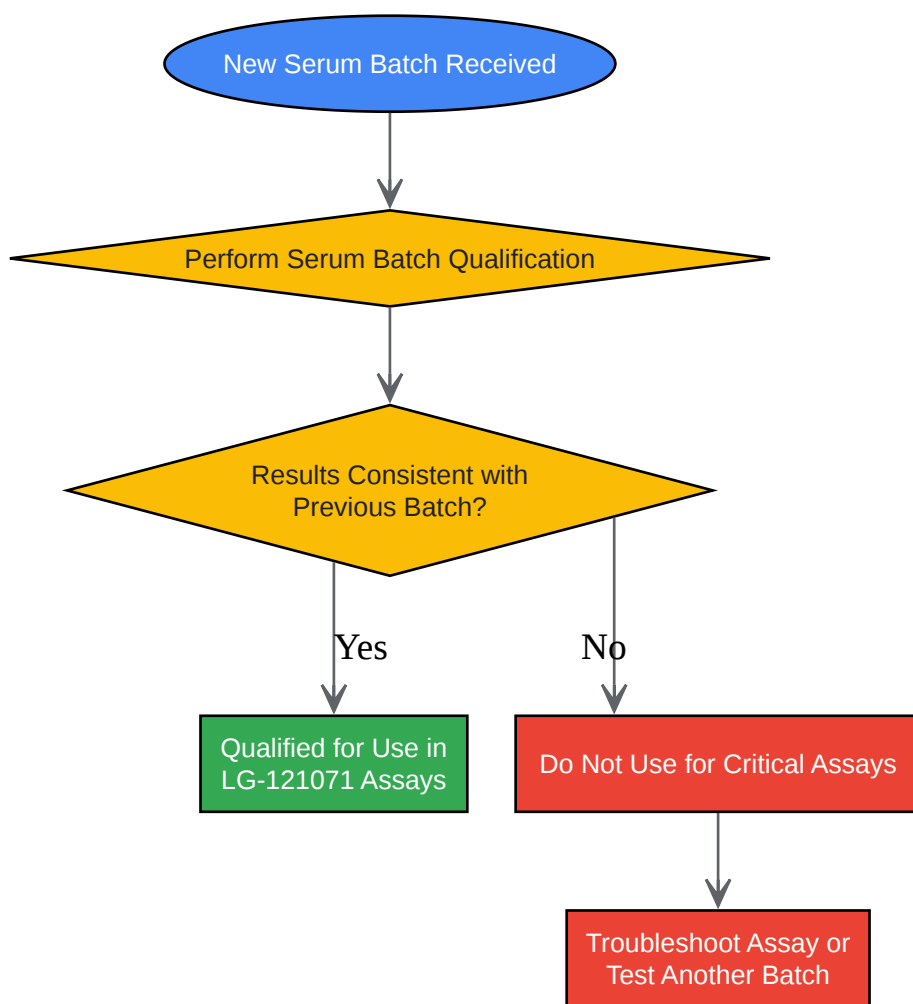 New Serum Batch Received
Perform Serum Batch Qualification
Results Consistent with
Previous Batch?
Yes
No
Qualified for Use in
LG-121071 Assays
Do Not Use for Critical Assays
Troubleshoot Assay or
Test Another Batch